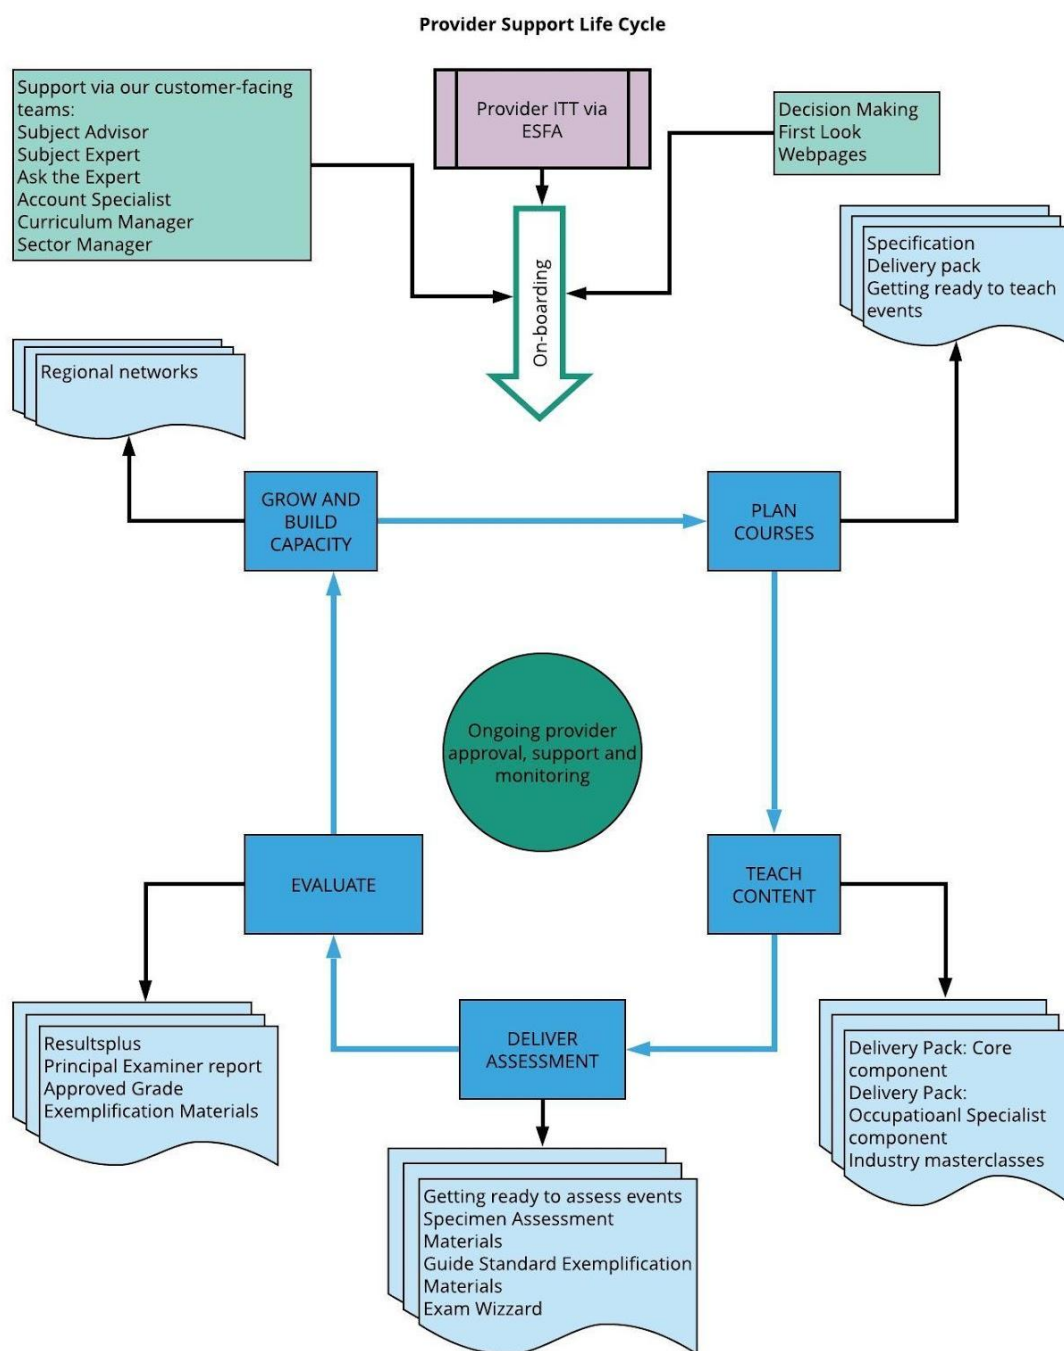 Provider Support Life Cycle
Support via our customer-facing
teams:
Subject Advisor
Subject Expert
Ask the Expert
Account Specialist
Curriculum Manager
Sector Manager
Provider ITT via
ESFA
Decision Making
First Look
Webpages
On-boarding
Specification
Delivery pack
Getting ready to teach
events
Regional networks
GROW AND
BUILD
CAPACITY
PLAN
COURSES
Ongoing provider
approval, support and
monitoring
EVALUATE
TEACH
CONTENT
DELIVER
ASSESSMENT
Resultsplus
Principal Examiner report
Approved Grade
Exemplification Materials
Getting ready to assess events
Specimen Assessment
Materials
Guide Standard Exemplification
Materials
Exam Wizzard
Delivery Pack: Core
component
Delivery Pack:
Occupatioanl Specialist
component
Industry masterclasses